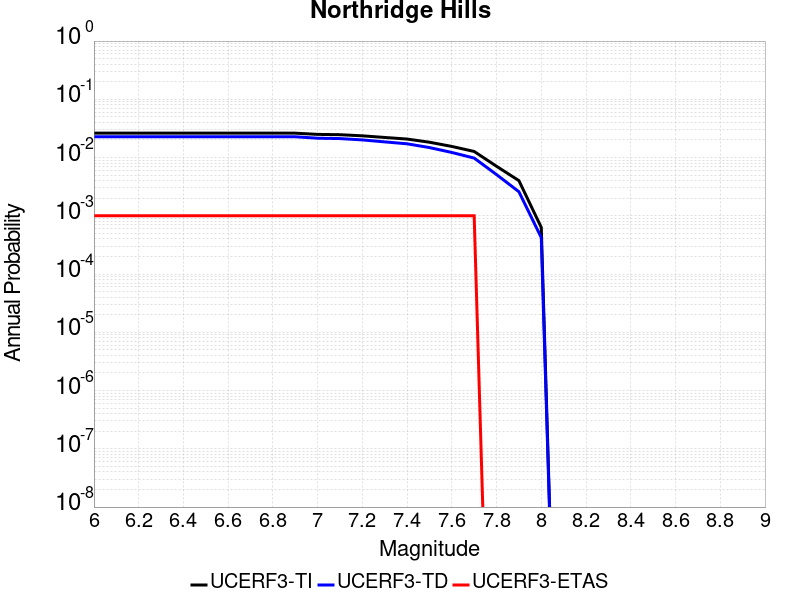 Northridge Hills
10^0
10^-1
10^-2
10^-3
10^-4
10^-5
10^-6
10^-7
10^-8
Annual Probability
6 6.2 6.4 6.6 6.8 7 7.2 7.4 7.6 7.8 8 8.2 8.4 8.6 8.8 9
Magnitude
UCERF3-TI UCERF3-TD UCERF3-ETAS